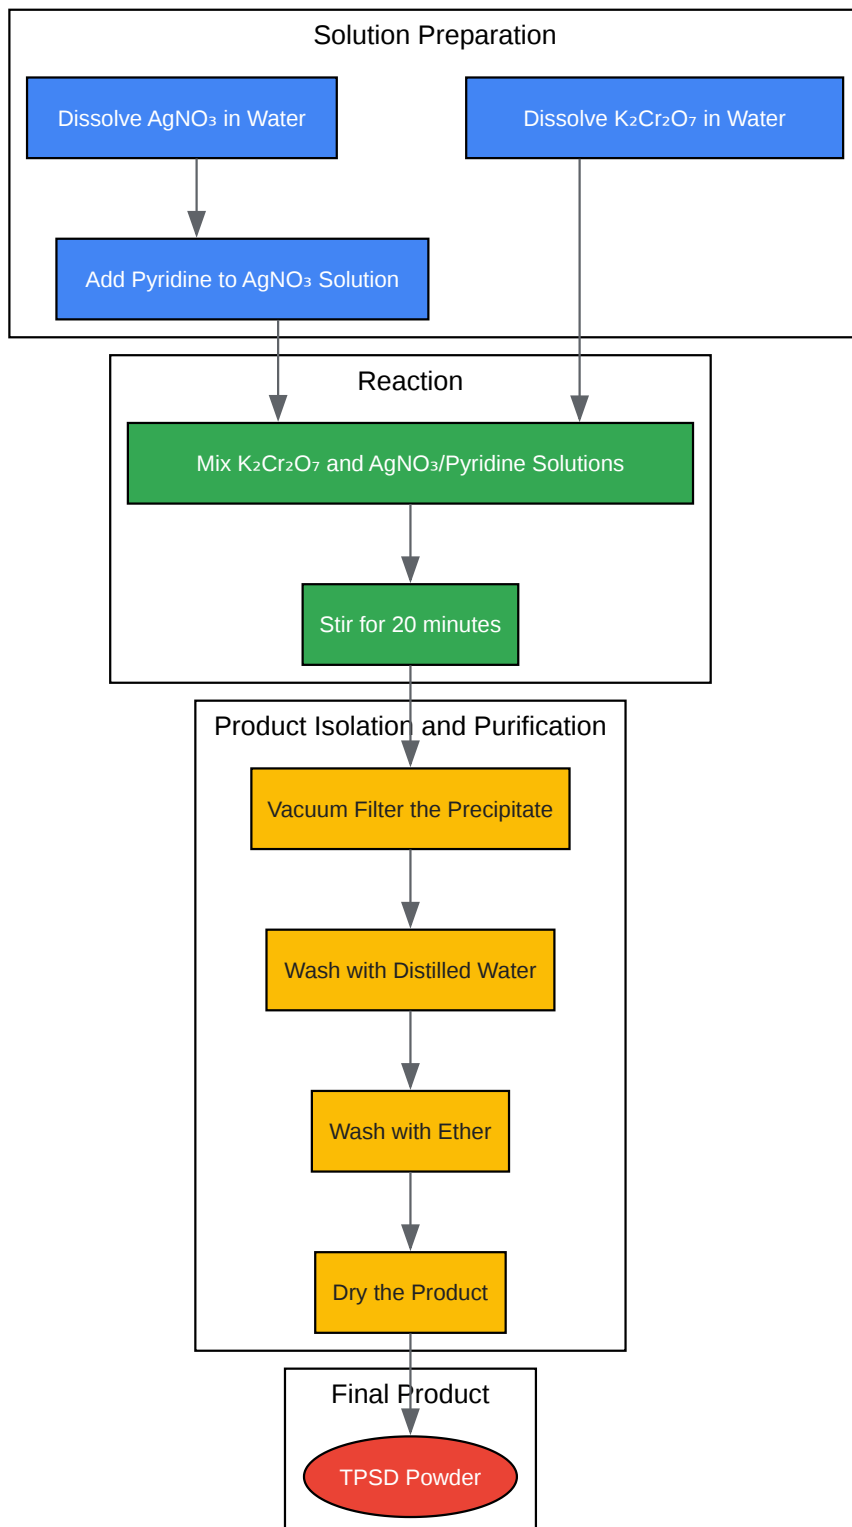 Solution Preparation
Dissolve AgNO₃ in Water
Dissolve K₂Cr₂O₇ in Water
Add Pyridine to AgNO₃ Solution
Reaction
Mix K₂Cr₂O₇ and AgNO₃/Pyridine Solutions
Stir for 20 minutes
Product Isolation and Purification
Vacuum Filter the Precipitate
Wash with Distilled Water
Wash with Ether
Dry the Product
Final Product
TPSD Powder